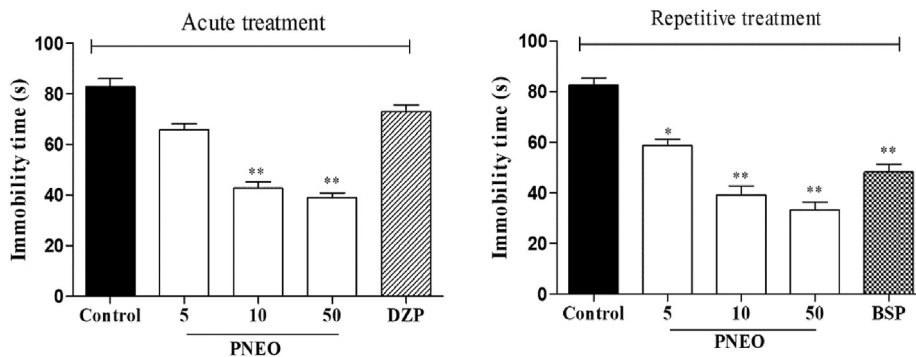 Acute treatment
100
80
60
40
20
0
Immobility time (s)
**
**
Control 5 10 50 DZP
PNEO
Repetitive treatment
100
80
60
40
20
0
Immobility time (s)
*
**
**
**
Control 5 10 50 BSP
PNEO